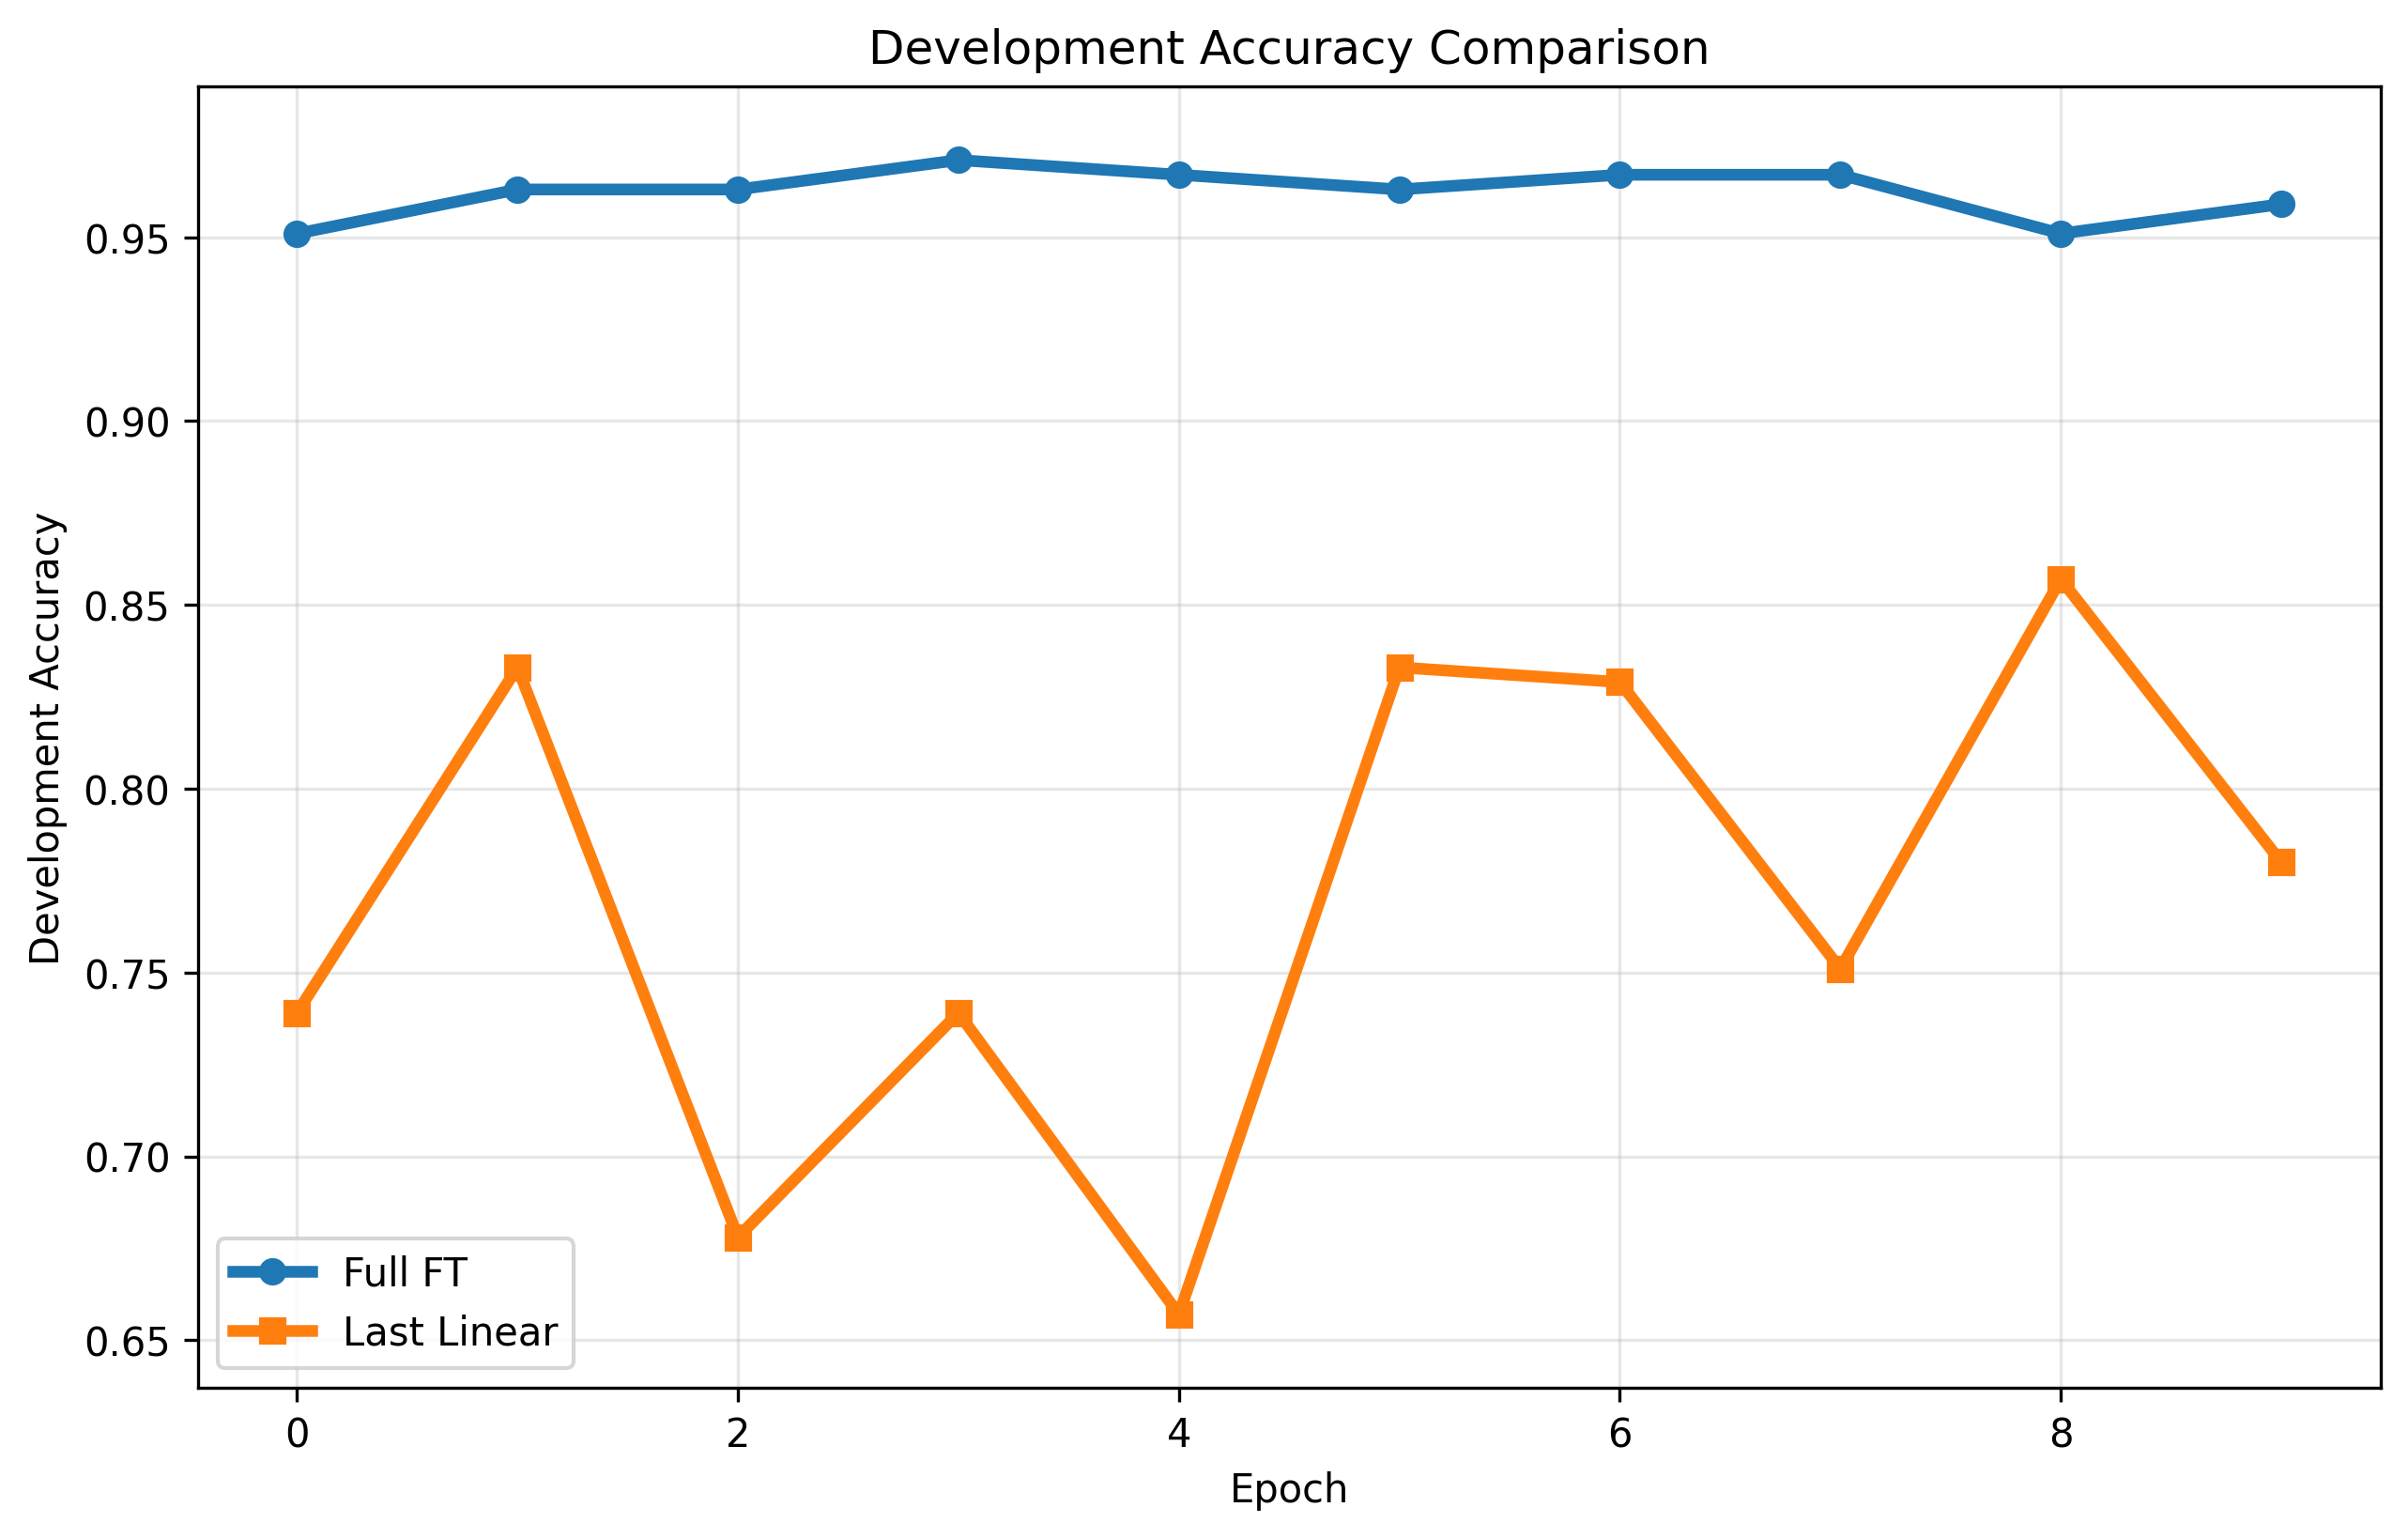 Development Accuracy Comparison
Development Accuracy
0.95
0.90
0.85
0.80
0.75
0.70
0.65
Full FT
Last Linear
0 2 4 6 8
Epoch